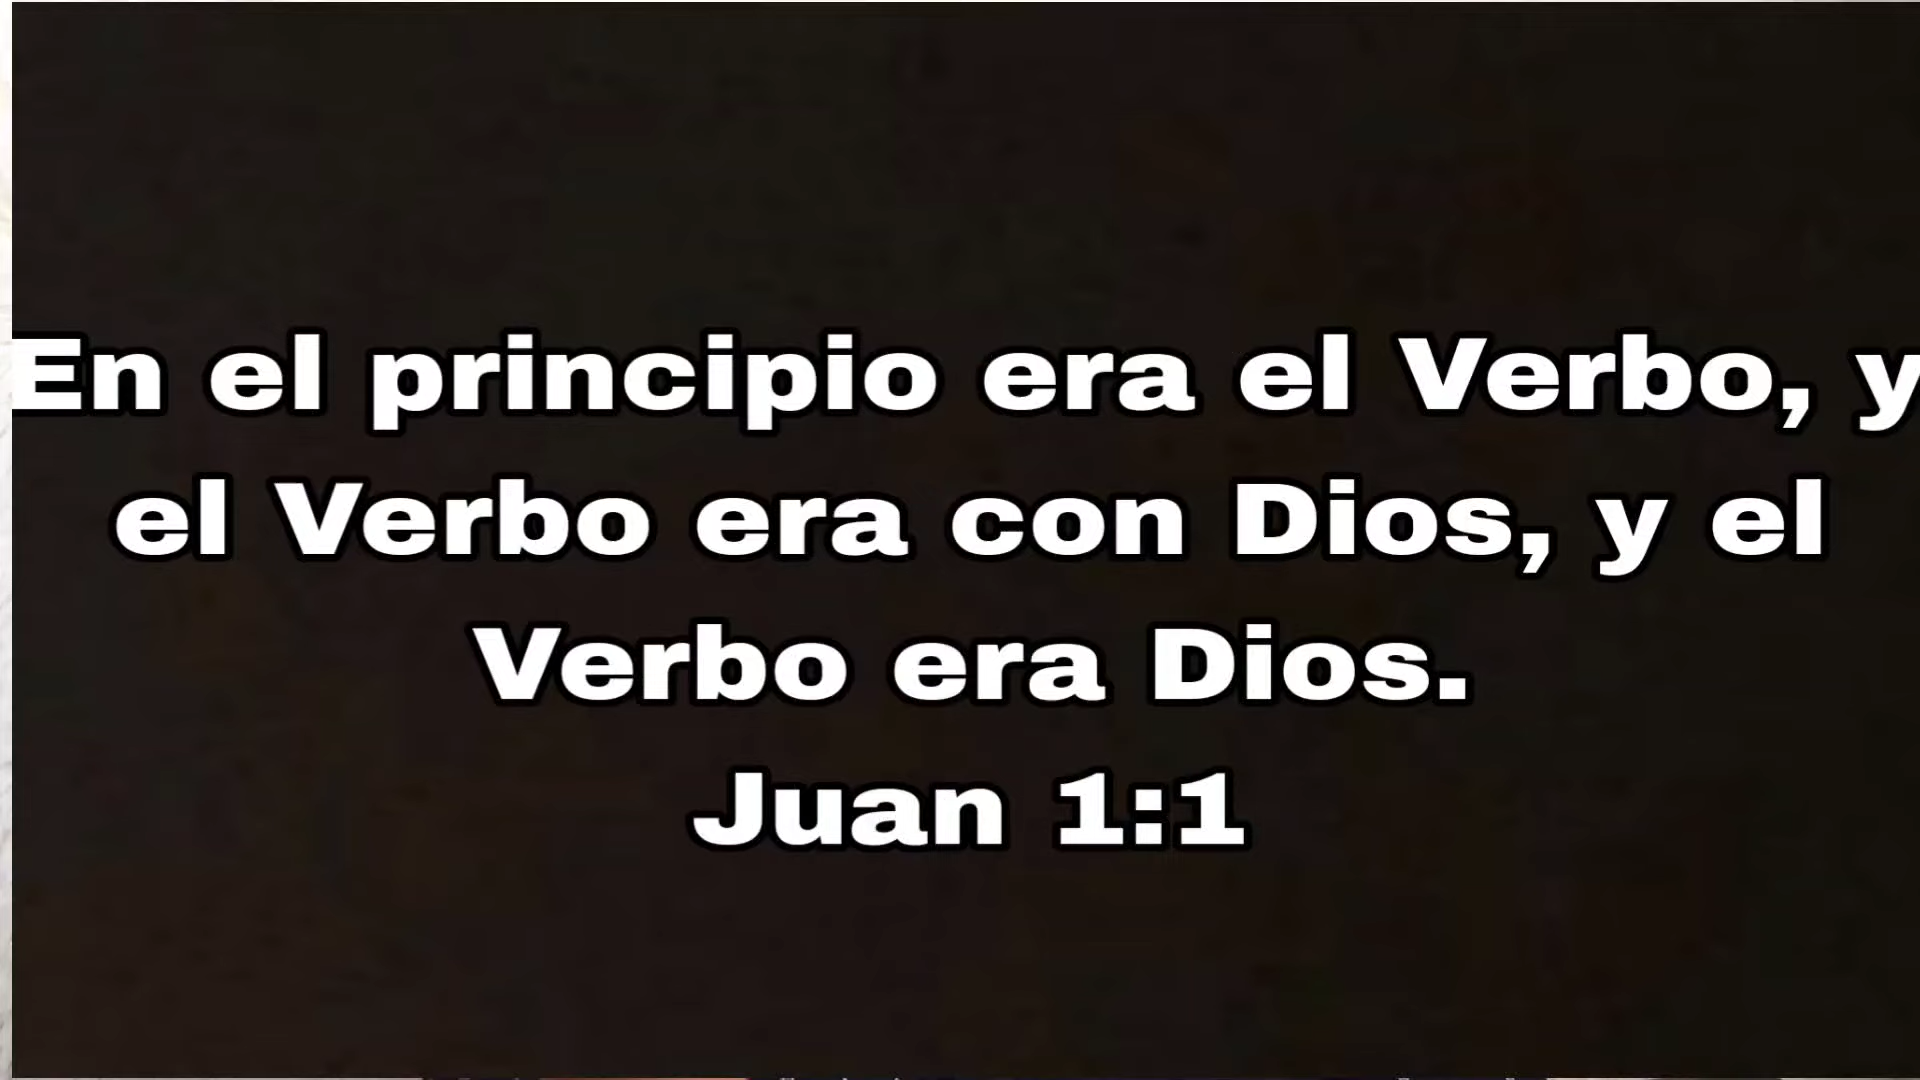 En el principio era el Verbo, y
el Verbo era con Dios, y el
Verbo era Dios.
Juan 1:1